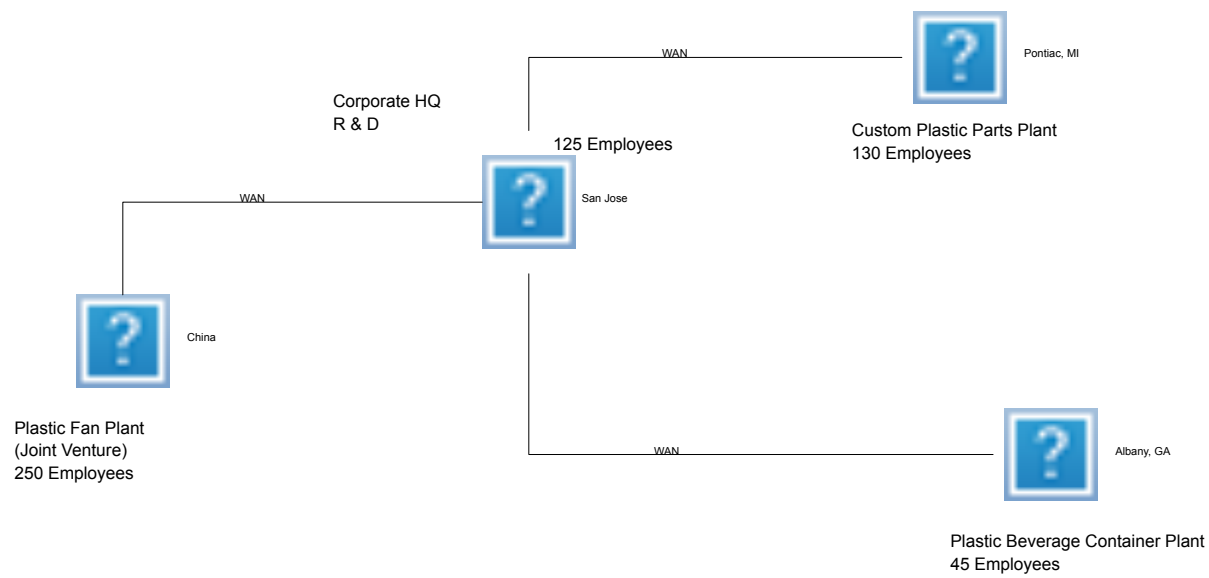 WAN
Pontiac, MI
Corporate HQ
R & D
Custom Plastic Parts Plant
130 Employees
125 Employees
WAN
San Jose
China
Plastic Fan Plant
(Joint Venture)
250 Employees
WAN
Albany, GA
Plastic Beverage Container Plant
45 Employees